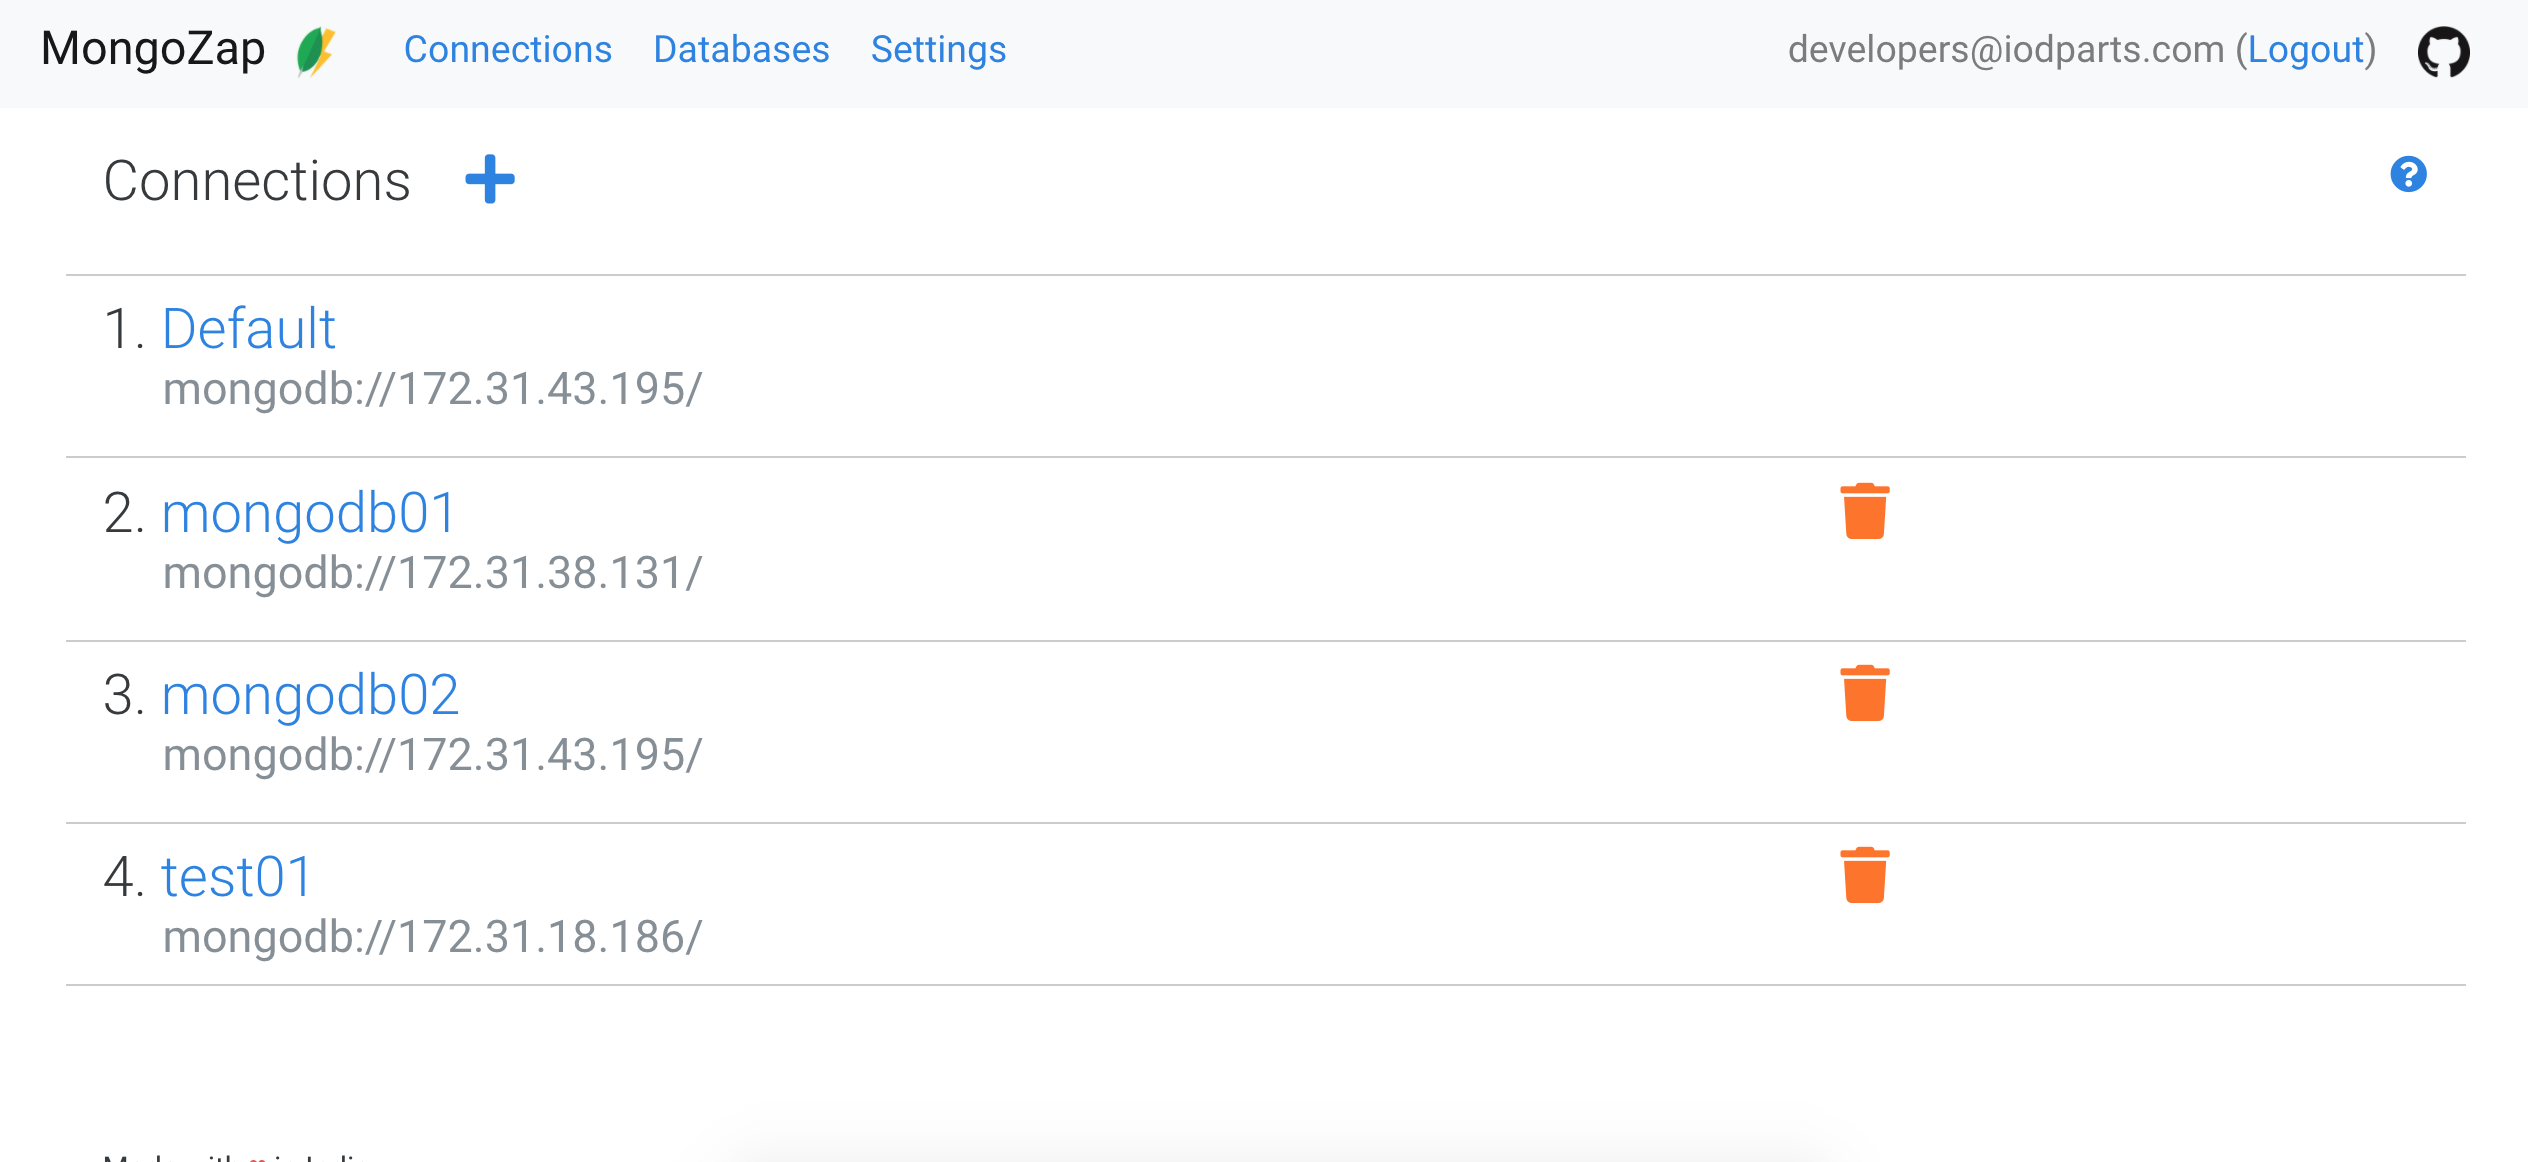 MongoZap Connections Databases Settings developers@iodparts.com (Logout)
Connections
1. Default
mongodb://172.31.43.195/
2. mongodb01
mongodb://172.31.38.131/
3. mongodb02
mongodb://172.31.43.195/
4. test01
mongodb://172.31.18.186/